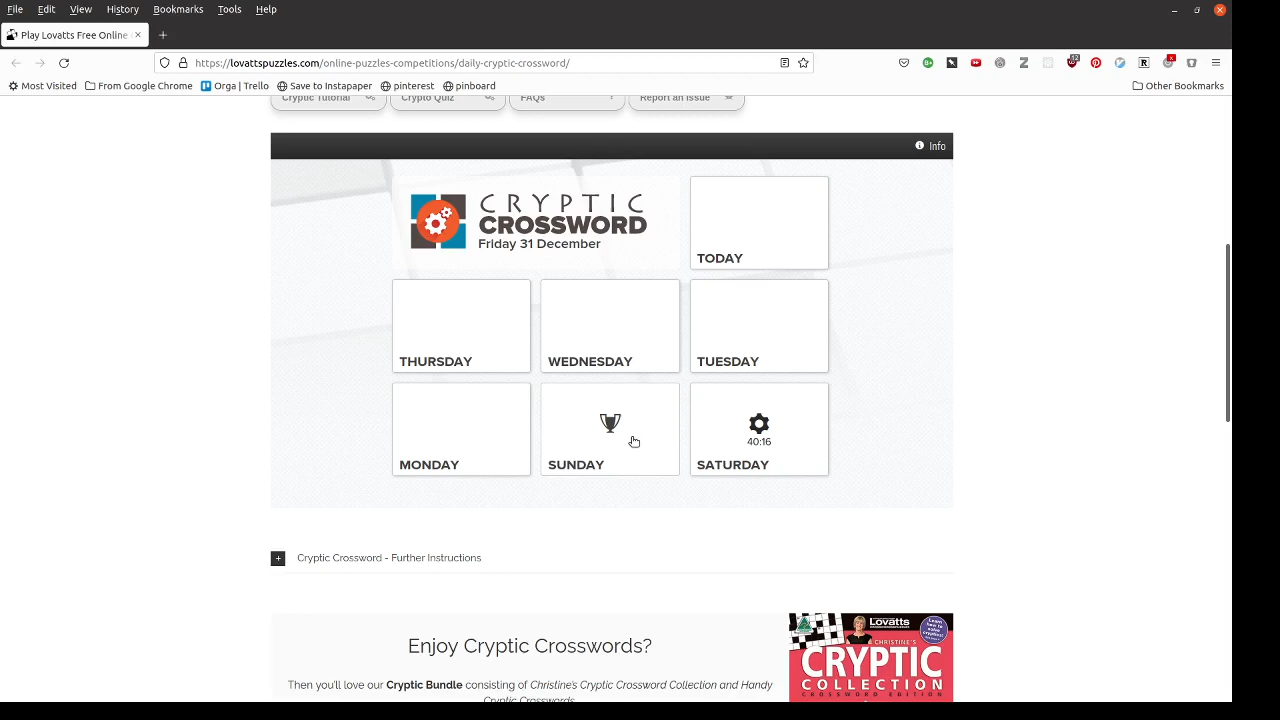 File Edit View History Bookmarks Tools Help
Play Lovatts Free Online
https://lovattspuzzles.com/online-puzzles-competitions/daily-cryptic-crossword/
Most Visited From Google Chrome Orga | Trello Save to Instapaper pinterest pinboard Other Bookmarks
Cryptic Tutorial Crypto Quiz FAQs Report an Issue
Info
CRYPTIC
CROSSWORD
Friday 31 December
TODAY
THURSDAY WEDNESDAY TUESDAY
40:16
MONDAY SUNDAY SATURDAY
Cryptic Crossword - Further Instructions
Enjoy Cryptic Crosswords?
Then you'll love our Cryptic Bundle consisting of Christine's Cryptic Crossword Collection and Handy
Cryptic Crosswords.
Lovatts
CHRISTINE'S
CRYPTIC
COLLECTION
CROSSWORD EDITION